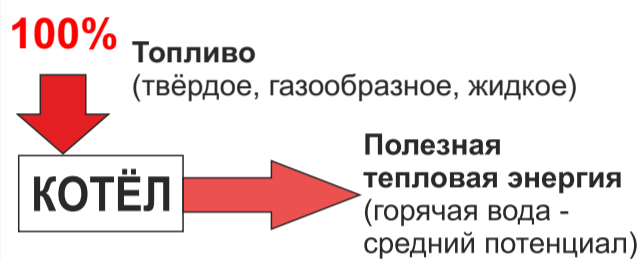 100%
Топливо
(твёрдое, газообразное, жидкое)
КОТЁЛ
Полезная
тепловая энергия
(горячая вода -
средний потенциал)